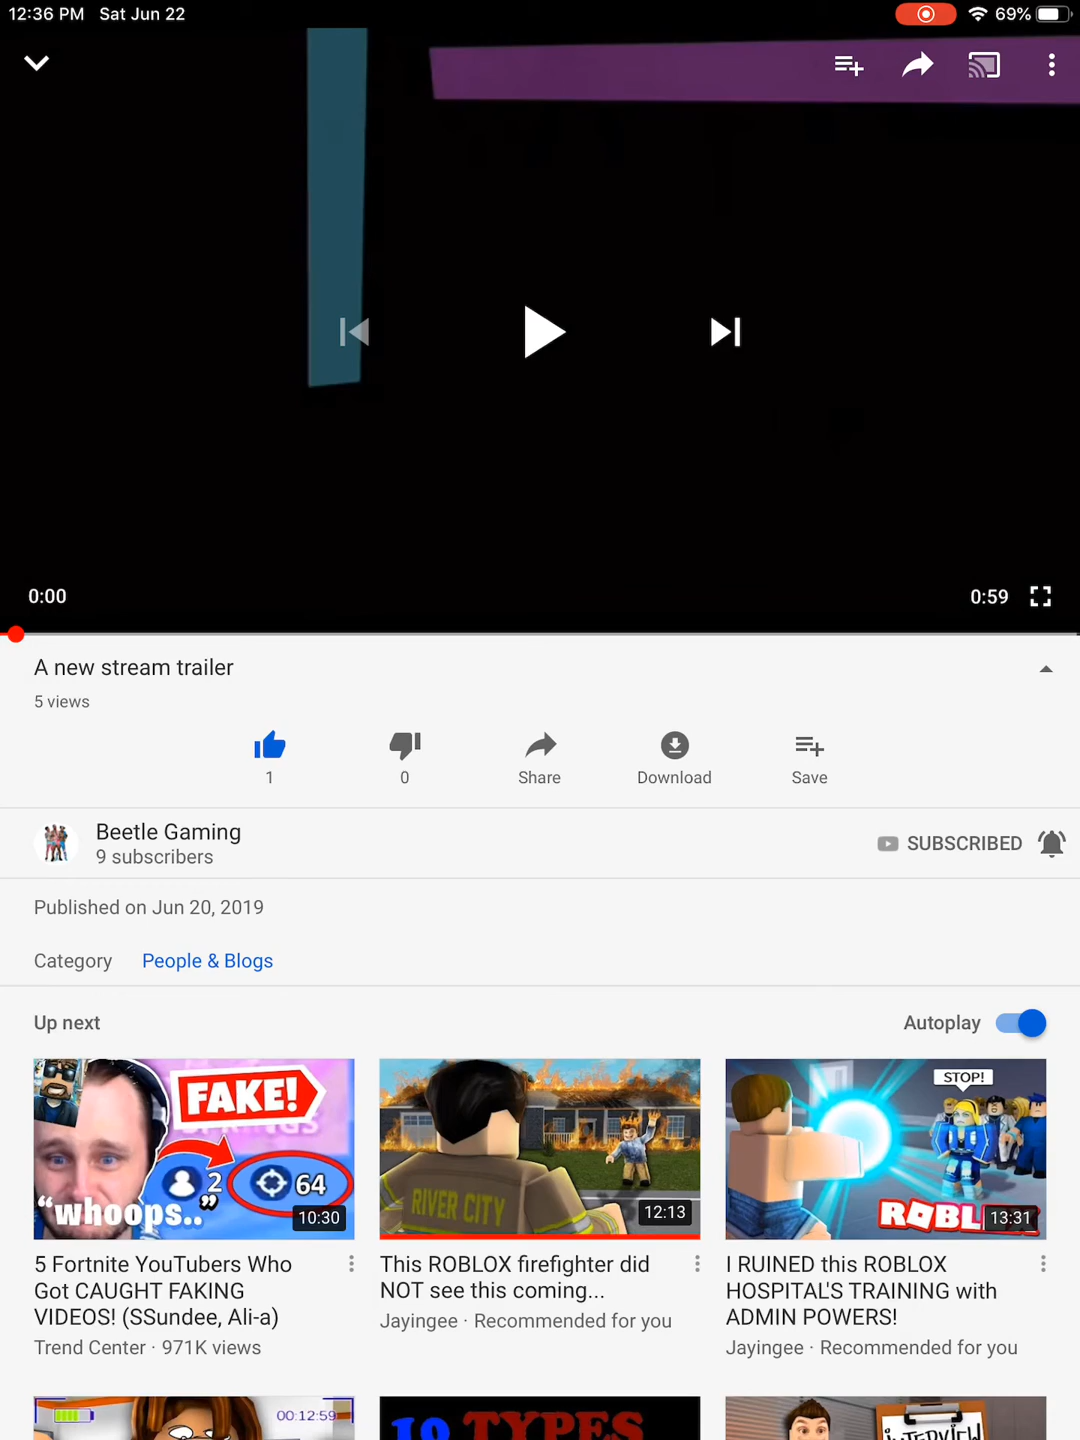 12:36 PM Sat Jun 22
69%
0:00
0:59
A new stream trailer
5 views
1
0
Share
Download
Save
Beetle Gaming
9 subscribers
SUBSCRIBED
Published on Jun 20, 2019
Category People & Blogs
Up next
Autoplay
FAKE!
2
64
“whoops..”
10:30
RIVER CITY
12:13
STOP!
ROBL
13:31
5 Fortnite YouTubers Who
Got CAUGHT FAKING
VIDEOS! (SSundee, Ali-a)
Trend Center · 971K views
This ROBLOX firefighter did
NOT see this coming...
Jayingee · Recommended for you
I RUINED this ROBLOX
HOSPITAL'S TRAINING with
ADMIN POWERS!
Jayingee · Recommended for you
00:12:59
19 TYPES
INTERVIEW